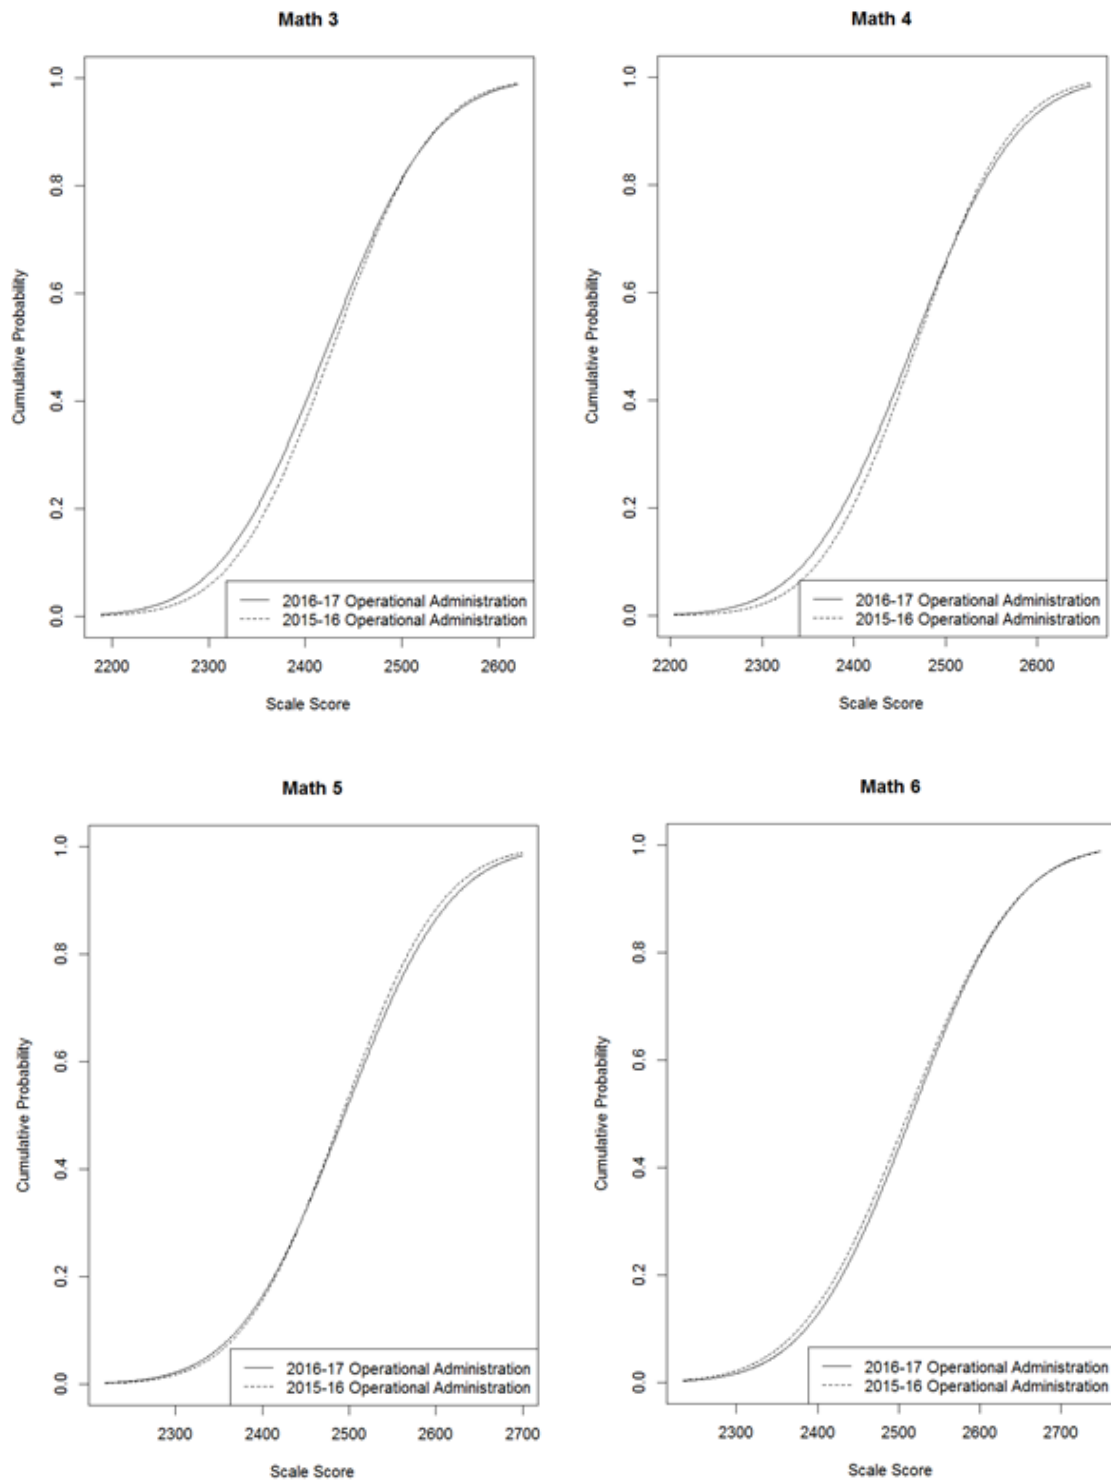 Math 3
Cumulative Probability
1.0
0.8
0.6
0.4
0.2
0.0
2016-17 Operational Administration
2015-16 Operational Administration
2200 2300 2400 2500 2600
Scale Score
Math 4
Cumulative Probability
1.0
0.8
0.6
0.4
0.2
0.0
2016-17 Operational Administration
2015-16 Operational Administration
2200 2300 2400 2500 2600
Scale Score
Math 5
Cumulative Probability
1.0
0.8
0.6
0.4
0.2
0.0
2016-17 Operational Administration
2015-16 Operational Administration
2300 2400 2500 2600 2700
Scale Score
Math 6
Cumulative Probability
1.0
0.8
0.6
0.4
0.2
0.0
2016-17 Operational Administration
2015-16 Operational Administration
2300 2400 2500 2600 2700
Scale Score